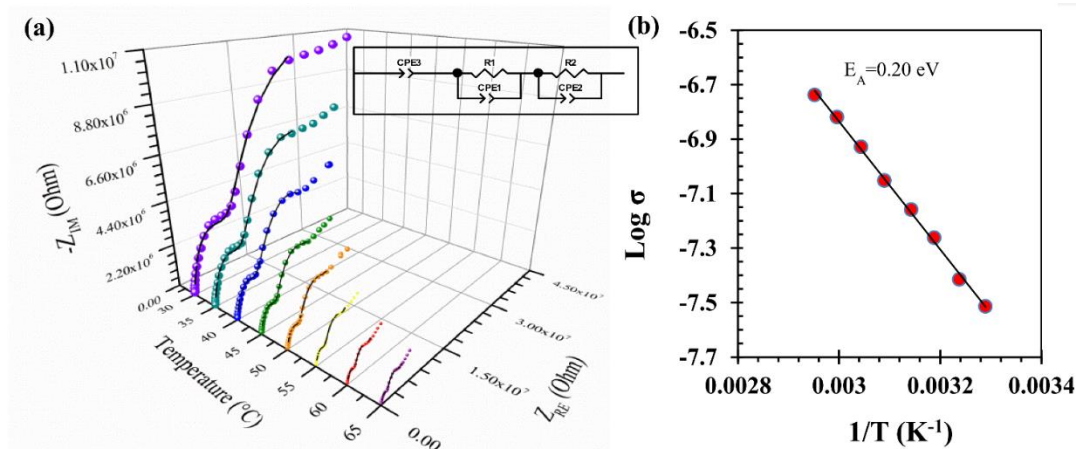 (a)
1.10x10⁷
8.80x10⁶
6.60x10⁶
4.40x10⁶
2.20x10⁶
0.00
-Z_IM (Ohm)
30
35
40
45
50
55
60
65
Temperature (°C)
0.00
1.50x10⁷
3.00x10⁷
4.50x10⁷
Z_RE (Ohm)
CPE3
R1
CPE1
R2
CPE2
(b)
-6.5
-6.7
-6.9
-7.1
-7.3
-7.5
-7.7
Log σ
E_A=0.20 eV
0.0028
0.003
0.0032
0.0034
1/T (K⁻¹)